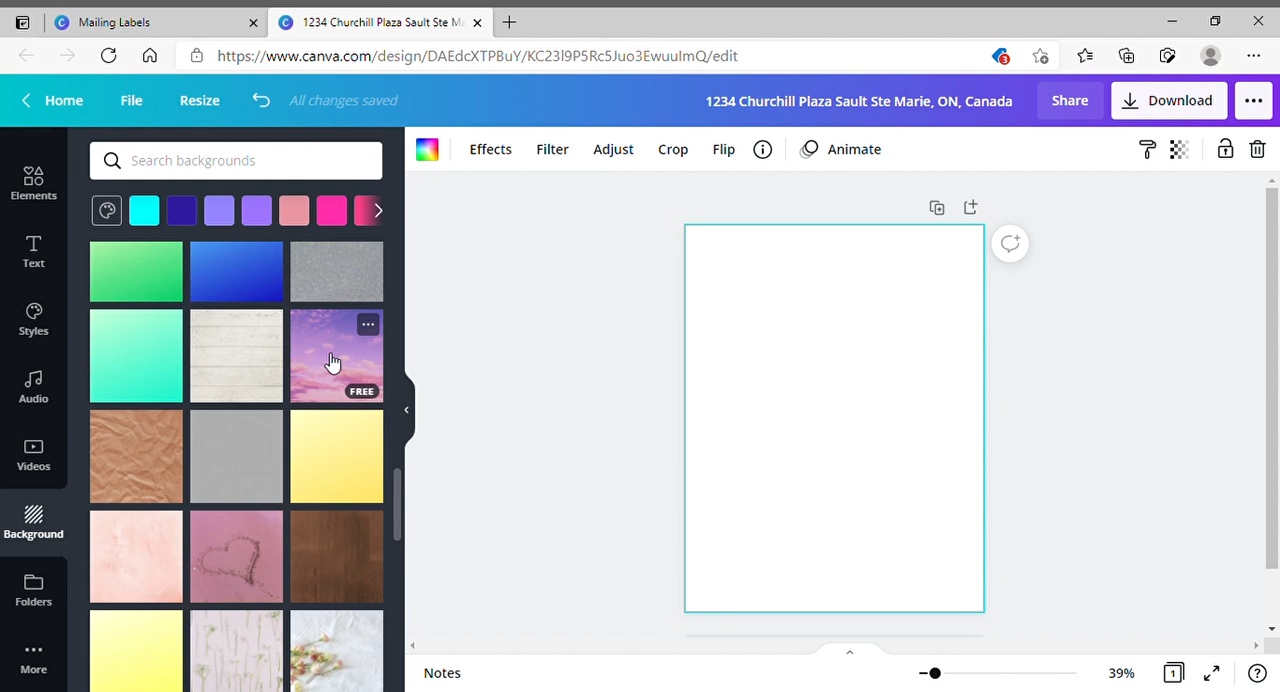 Mailing Labels
1234 Churchill Plaza Sault Ste Ma
https://www.canva.com/design/DAEdcXTPBuY/KC23l9P5Rc5Juo3EwuuImQ/edit
3
Home
File
Resize
All changes saved
1234 Churchill Plaza Sault Ste Marie, ON, Canada
Share
Download
Search backgrounds
Effects
Filter
Adjust
Crop
Flip
Animate
Elements
Text
Styles
Audio
Videos
Background
Folders
More
FREE
Notes
39%
1